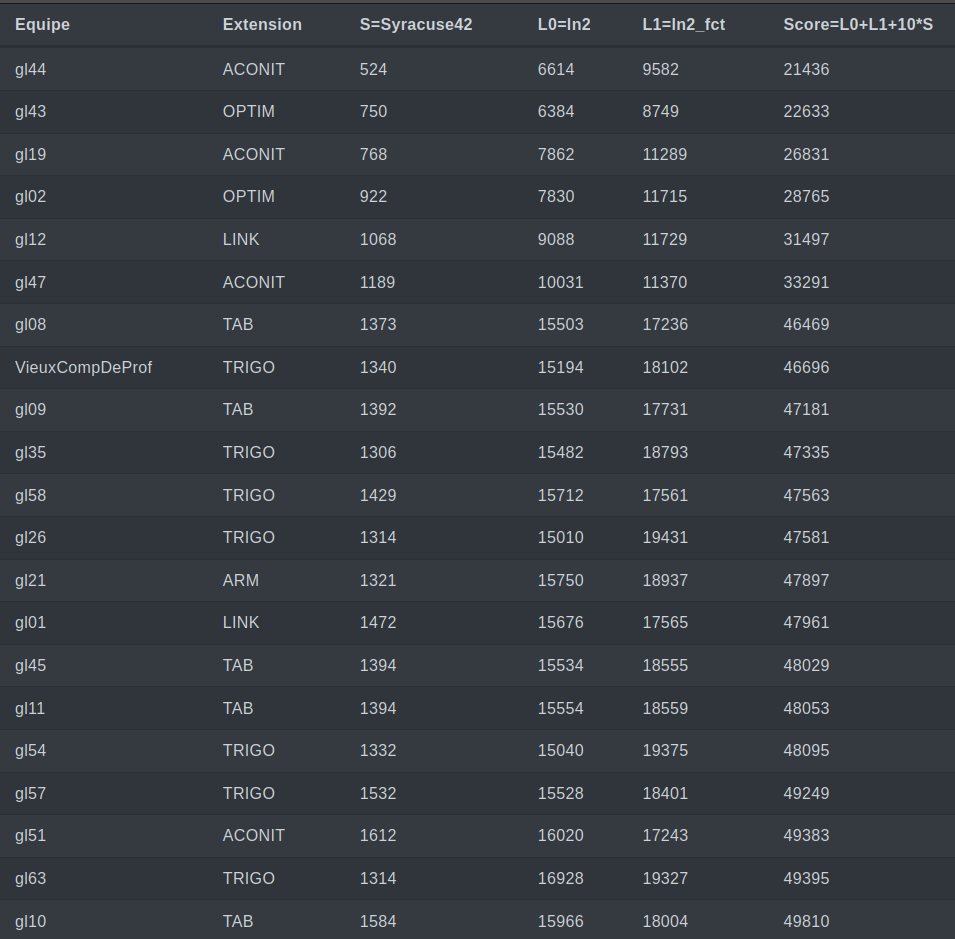 Equipe Extension S=Syracuse42 L0=ln2 L1=ln2_fct Score=L0+L1+10*S
gl44 ACONIT 524 6614 9582 21436
gl43 OPTIM 750 6384 8749 22633
gl19 ACONIT 768 7862 11289 26831
gl02 OPTIM 922 7830 11715 28765
gl12 LINK 1068 9088 11729 31497
gl47 ACONIT 1189 10031 11370 33291
gl08 TAB 1373 15503 17236 46469
VieuxCompDeProf TRIGO 1340 15194 18102 46696
gl09 TAB 1392 15530 17731 47181
gl35 TRIGO 1306 15482 18793 47335
gl58 TRIGO 1429 15712 17561 47563
gl26 TRIGO 1314 15010 19431 47581
gl21 ARM 1321 15750 18937 47897
gl01 LINK 1472 15676 17565 47961
gl45 TAB 1394 15534 18555 48029
gl11 TAB 1394 15554 18559 48053
gl54 TRIGO 1332 15040 19375 48095
gl57 TRIGO 1532 15528 18401 49249
gl51 ACONIT 1612 16020 17243 49383
gl63 TRIGO 1314 16928 19327 49395
gl10 TAB 1584 15966 18004 49810